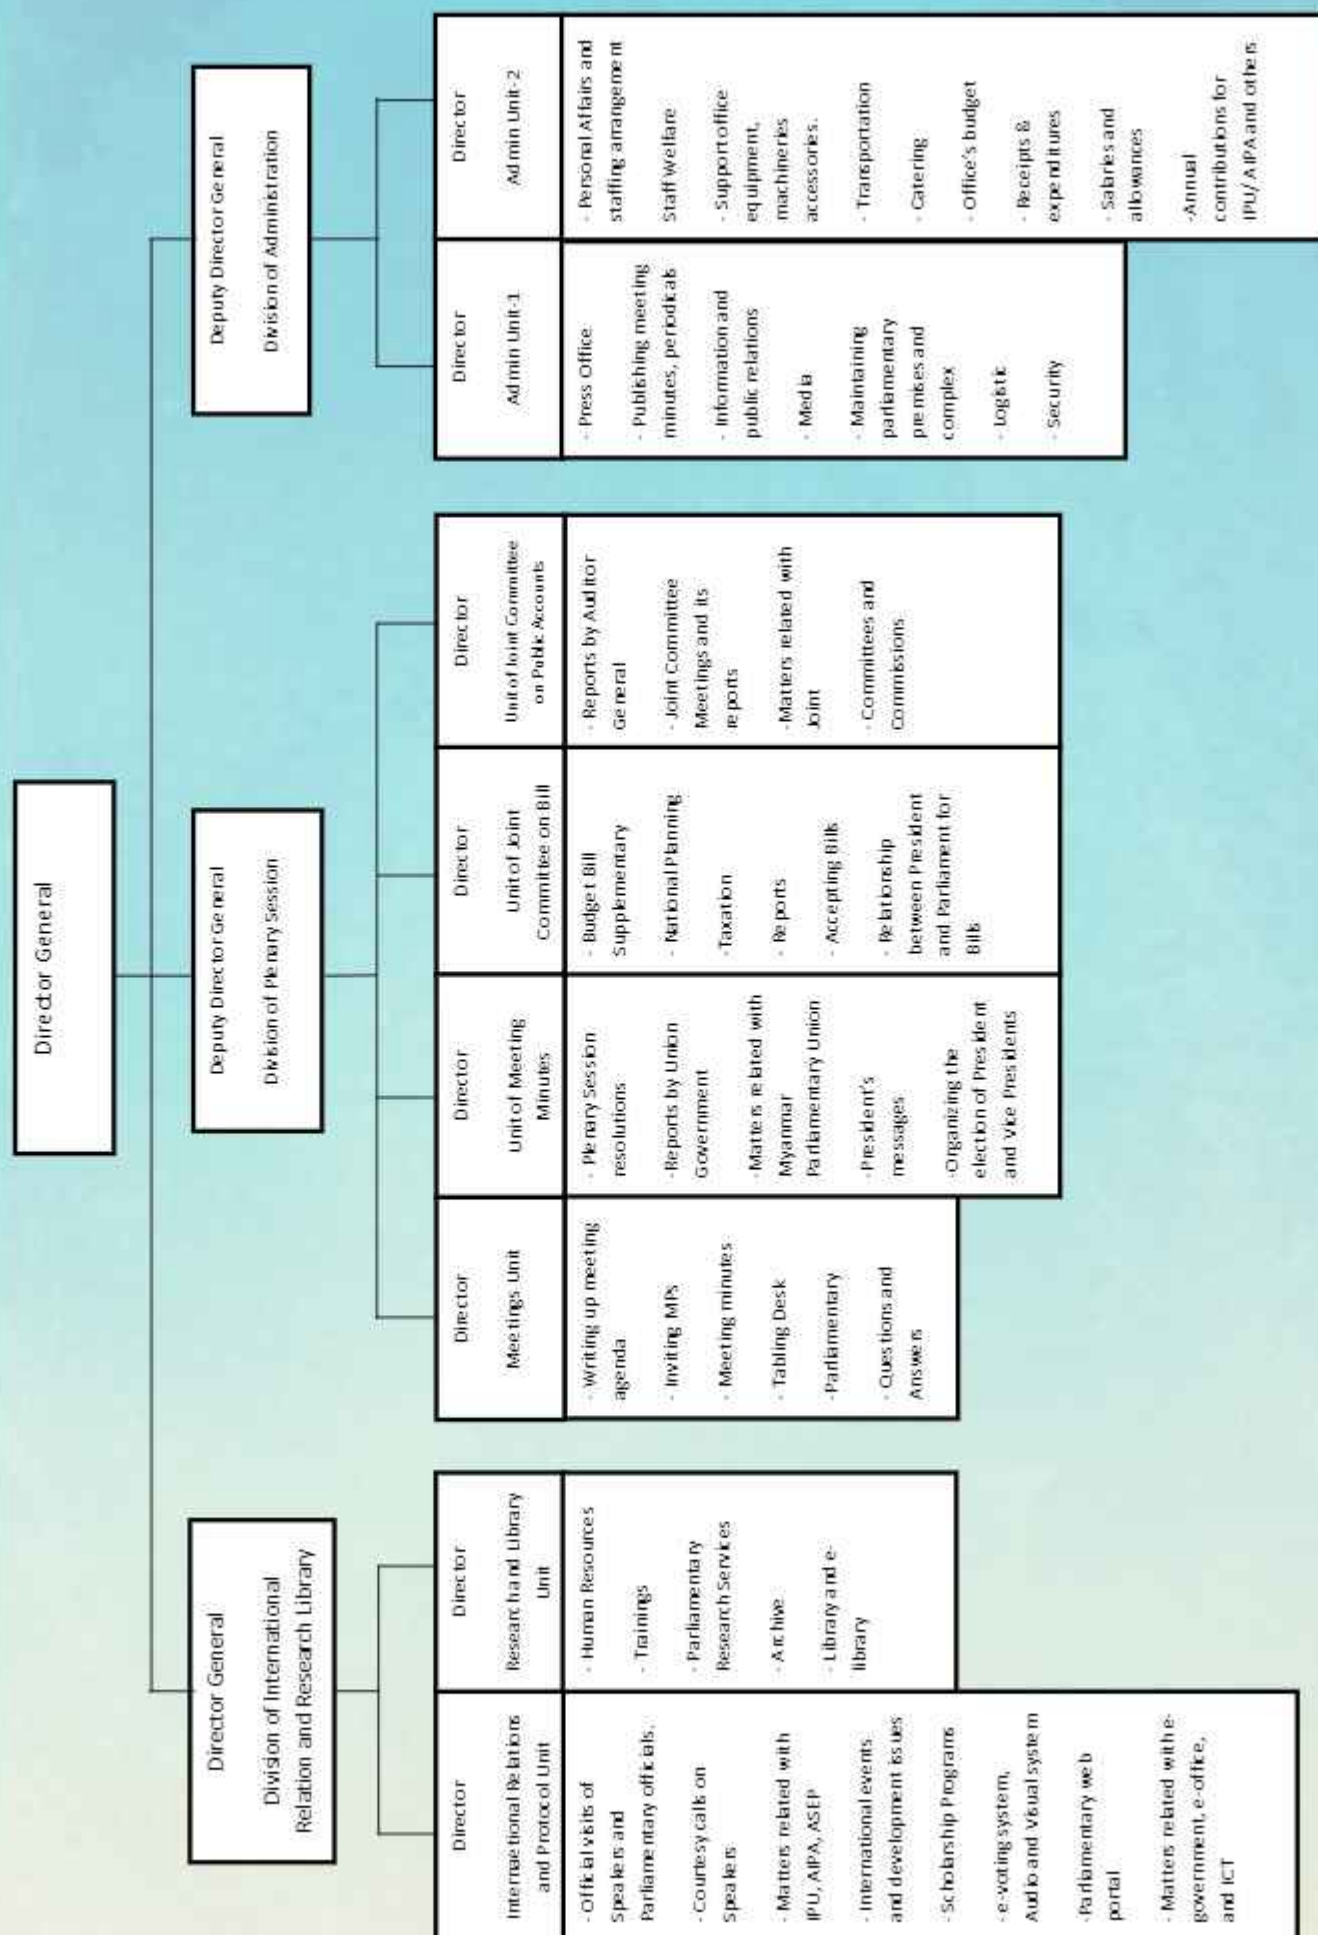 Director General
Director General
Division of International
Relation and Research Library
Deputy Director General
Division of Plenary Session
Deputy Director General
Division of Administration
Director
Internaetional Relations
and Protocol Unit
- Official visits of
Speakers and
Parliamentary officials,
- Courtesy calls on
Speakers
- Matters related with
IPU, AIPA, ASEP
- International events
and development issues
- Scholarship Programs
- e-voting system,
Audio and Visual system
- Parliamentary web
portal
- Matters related with e-
government, e-office,
and ICT
Director
Research and Library
Unit
- Human Resources
- Trainings
- Parliamentary
Research Services
- Archive
- Library and e-
library
Director
Meetings Unit
- Writing up meeting
agenda
- Inviting MPs
- Meeting minutes
- Tabling Desk
- Parliamentary
- Questions and
Answers
Director
Unit of Meeting
Minutes
- Plenary Session
resolutions
- Reports by Union
Government
- Matters related with
Myanmar
Parliamentary Union
- President's
messages
- Organizing the
election of President
and Vice Presidents
Director
Unit of Joint
Committee on Bill
- Budget Bill
Supplementary
- National Planning
- Taxation
- Reports
- Accepting Bills
- Relationship
between President
and Parliament for
Bills
Director
Unit of Joint Committee
on Public Accounts
- Reports by Auditor
General
- Joint Committee
Meetings and its
reports
- Matters related with
Joint
- Committees and
Commissions
Director
Admin Unit-1
- Press Office
- Publishing meeting
minutes, periodicals
- Information and
public relations
- Media
- Maintaining
parliamentary
premises and
complex
- Logistic
- Security
Director
Admin Unit-2
- Personal Affairs and
staffing arrangement
Staff Welfare
- Support office
equipment,
machineries
accessories.
- Transportation
- Catering
- Office's budget
- Receipts &
expenditures
- Salaries and
allowances
- Annual
contributions for
IPU/ AIPA and others